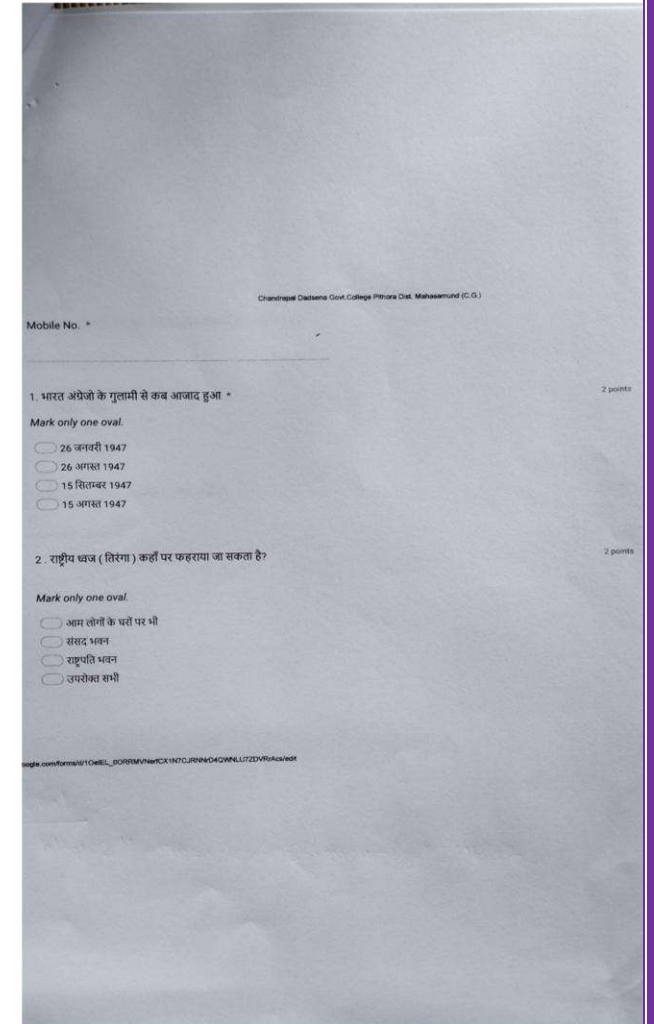 Chandrapal Dadsena Govt.College Pithora Dist. Mahasamund (C.G.)
Mobile No. *
1. भारत अंग्रेजो के गुलामी से कब आजाद हुआ *
2 points
Mark only one oval.
26 जनवरी 1947
26 अगस्त 1947
15 सितम्बर 1947
15 अगस्त 1947
2 . राष्ट्रीय ध्वज ( तिरंगा ) कहाँ पर फहराया जा सकता है?
2 points
Mark only one oval.
आम लोगों के घरों पर भी
संसद भवन
राष्ट्रपति भवन
उपरोक्त सभी